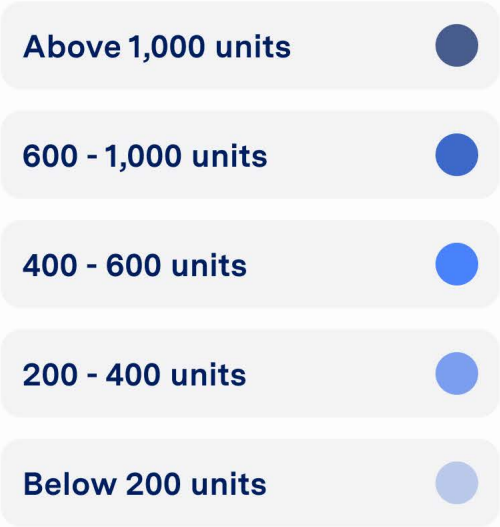 Above 1,000 units
600 - 1,000 units
400 - 600 units
200 - 400 units
Below 200 units